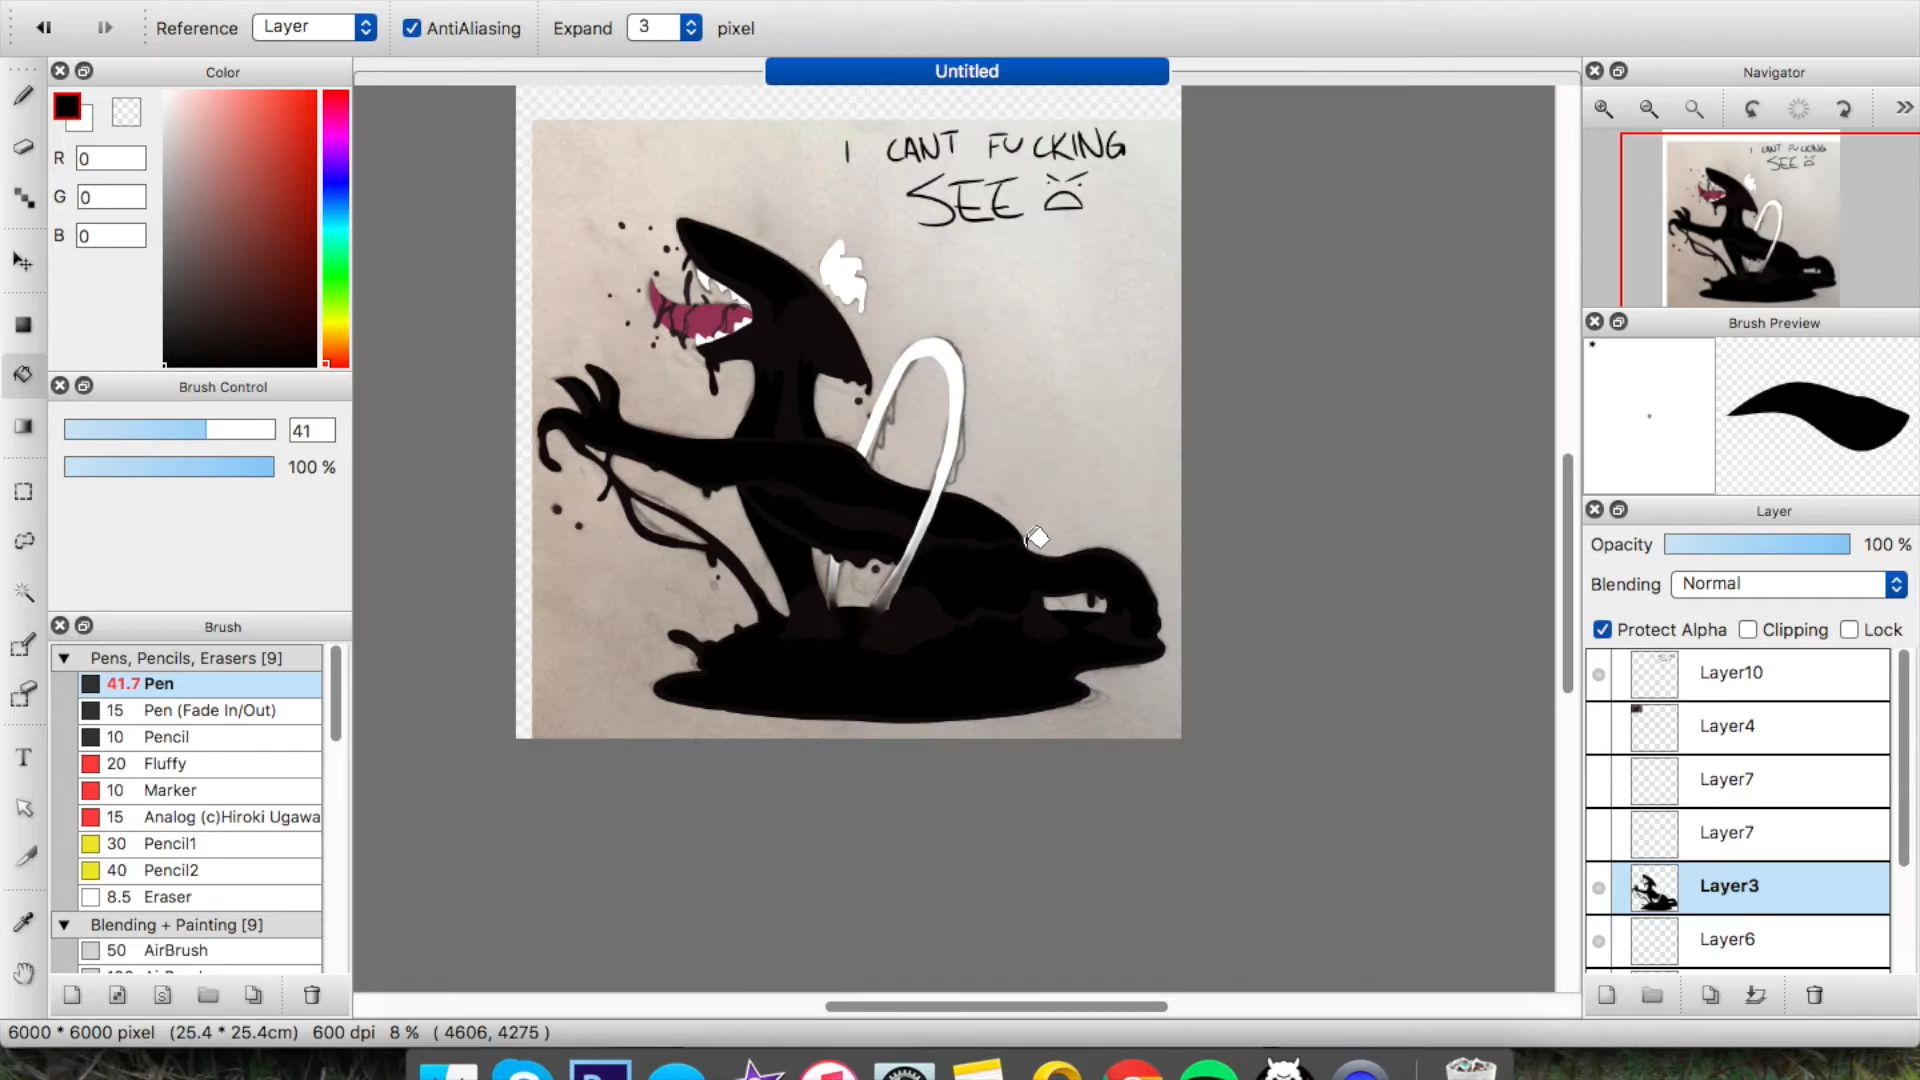 Reference Layer AntiAliasing Expand 3 pixel
Color
Untitled
Navigator
R 0
G 0
B 0
I CANT FUCKING
SEE
Brush Control
41
100 %
Brush Preview
*
Layer
Opacity 100 %
Blending Normal
Protect Alpha Clipping Lock
Brush
Pens, Pencils, Erasers [9]
41.7 Pen
15 Pen (Fade In/Out)
10 Pencil
20 Fluffy
10 Marker
15 Analog (c)Hiroki Ugawa
30 Pencil1
40 Pencil2
8.5 Eraser
Blending + Painting [9]
50 AirBrush
Layer10
Layer4
Layer7
Layer7
Layer3
Layer6
6000 * 6000 pixel (25.4 * 25.4cm) 600 dpi 8 % ( 4606, 4275 )